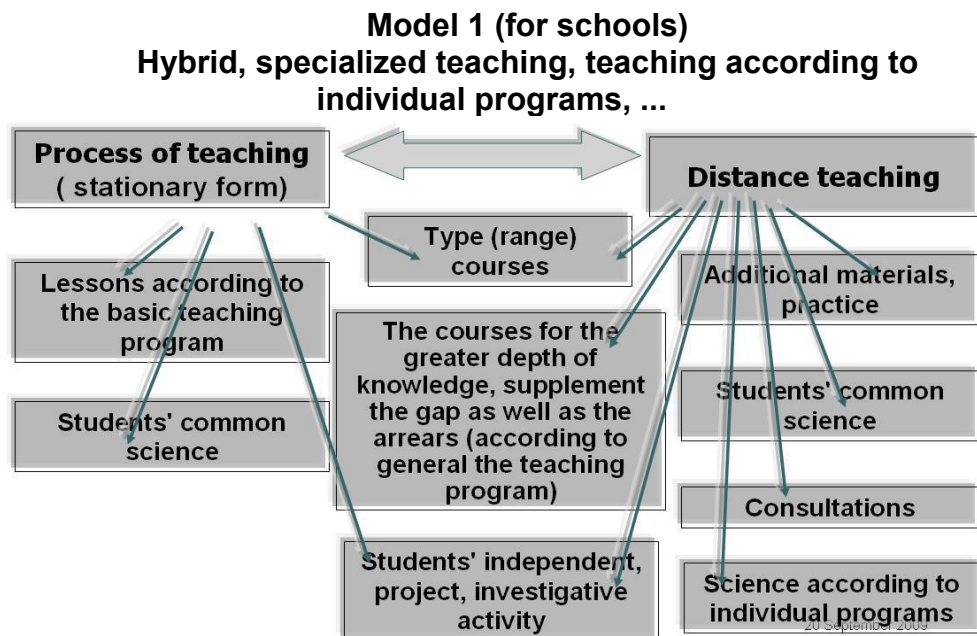 Model 1 (for schools)
Hybrid, specialized teaching, teaching according to
individual programs, ...
Process of teaching
( stationary form)
Distance teaching
Type (range)
courses
Lessons according to
the basic teaching
program
Additional materials,
practice
The courses for the
greater depth of
knowledge, supplement
the gap as well as the
arrears (according to
general the teaching
program)
Students' common
science
Students' common
science
Consultations
Students' independent,
project, investigative
activity
Science according to
individual programs
20 September 2009